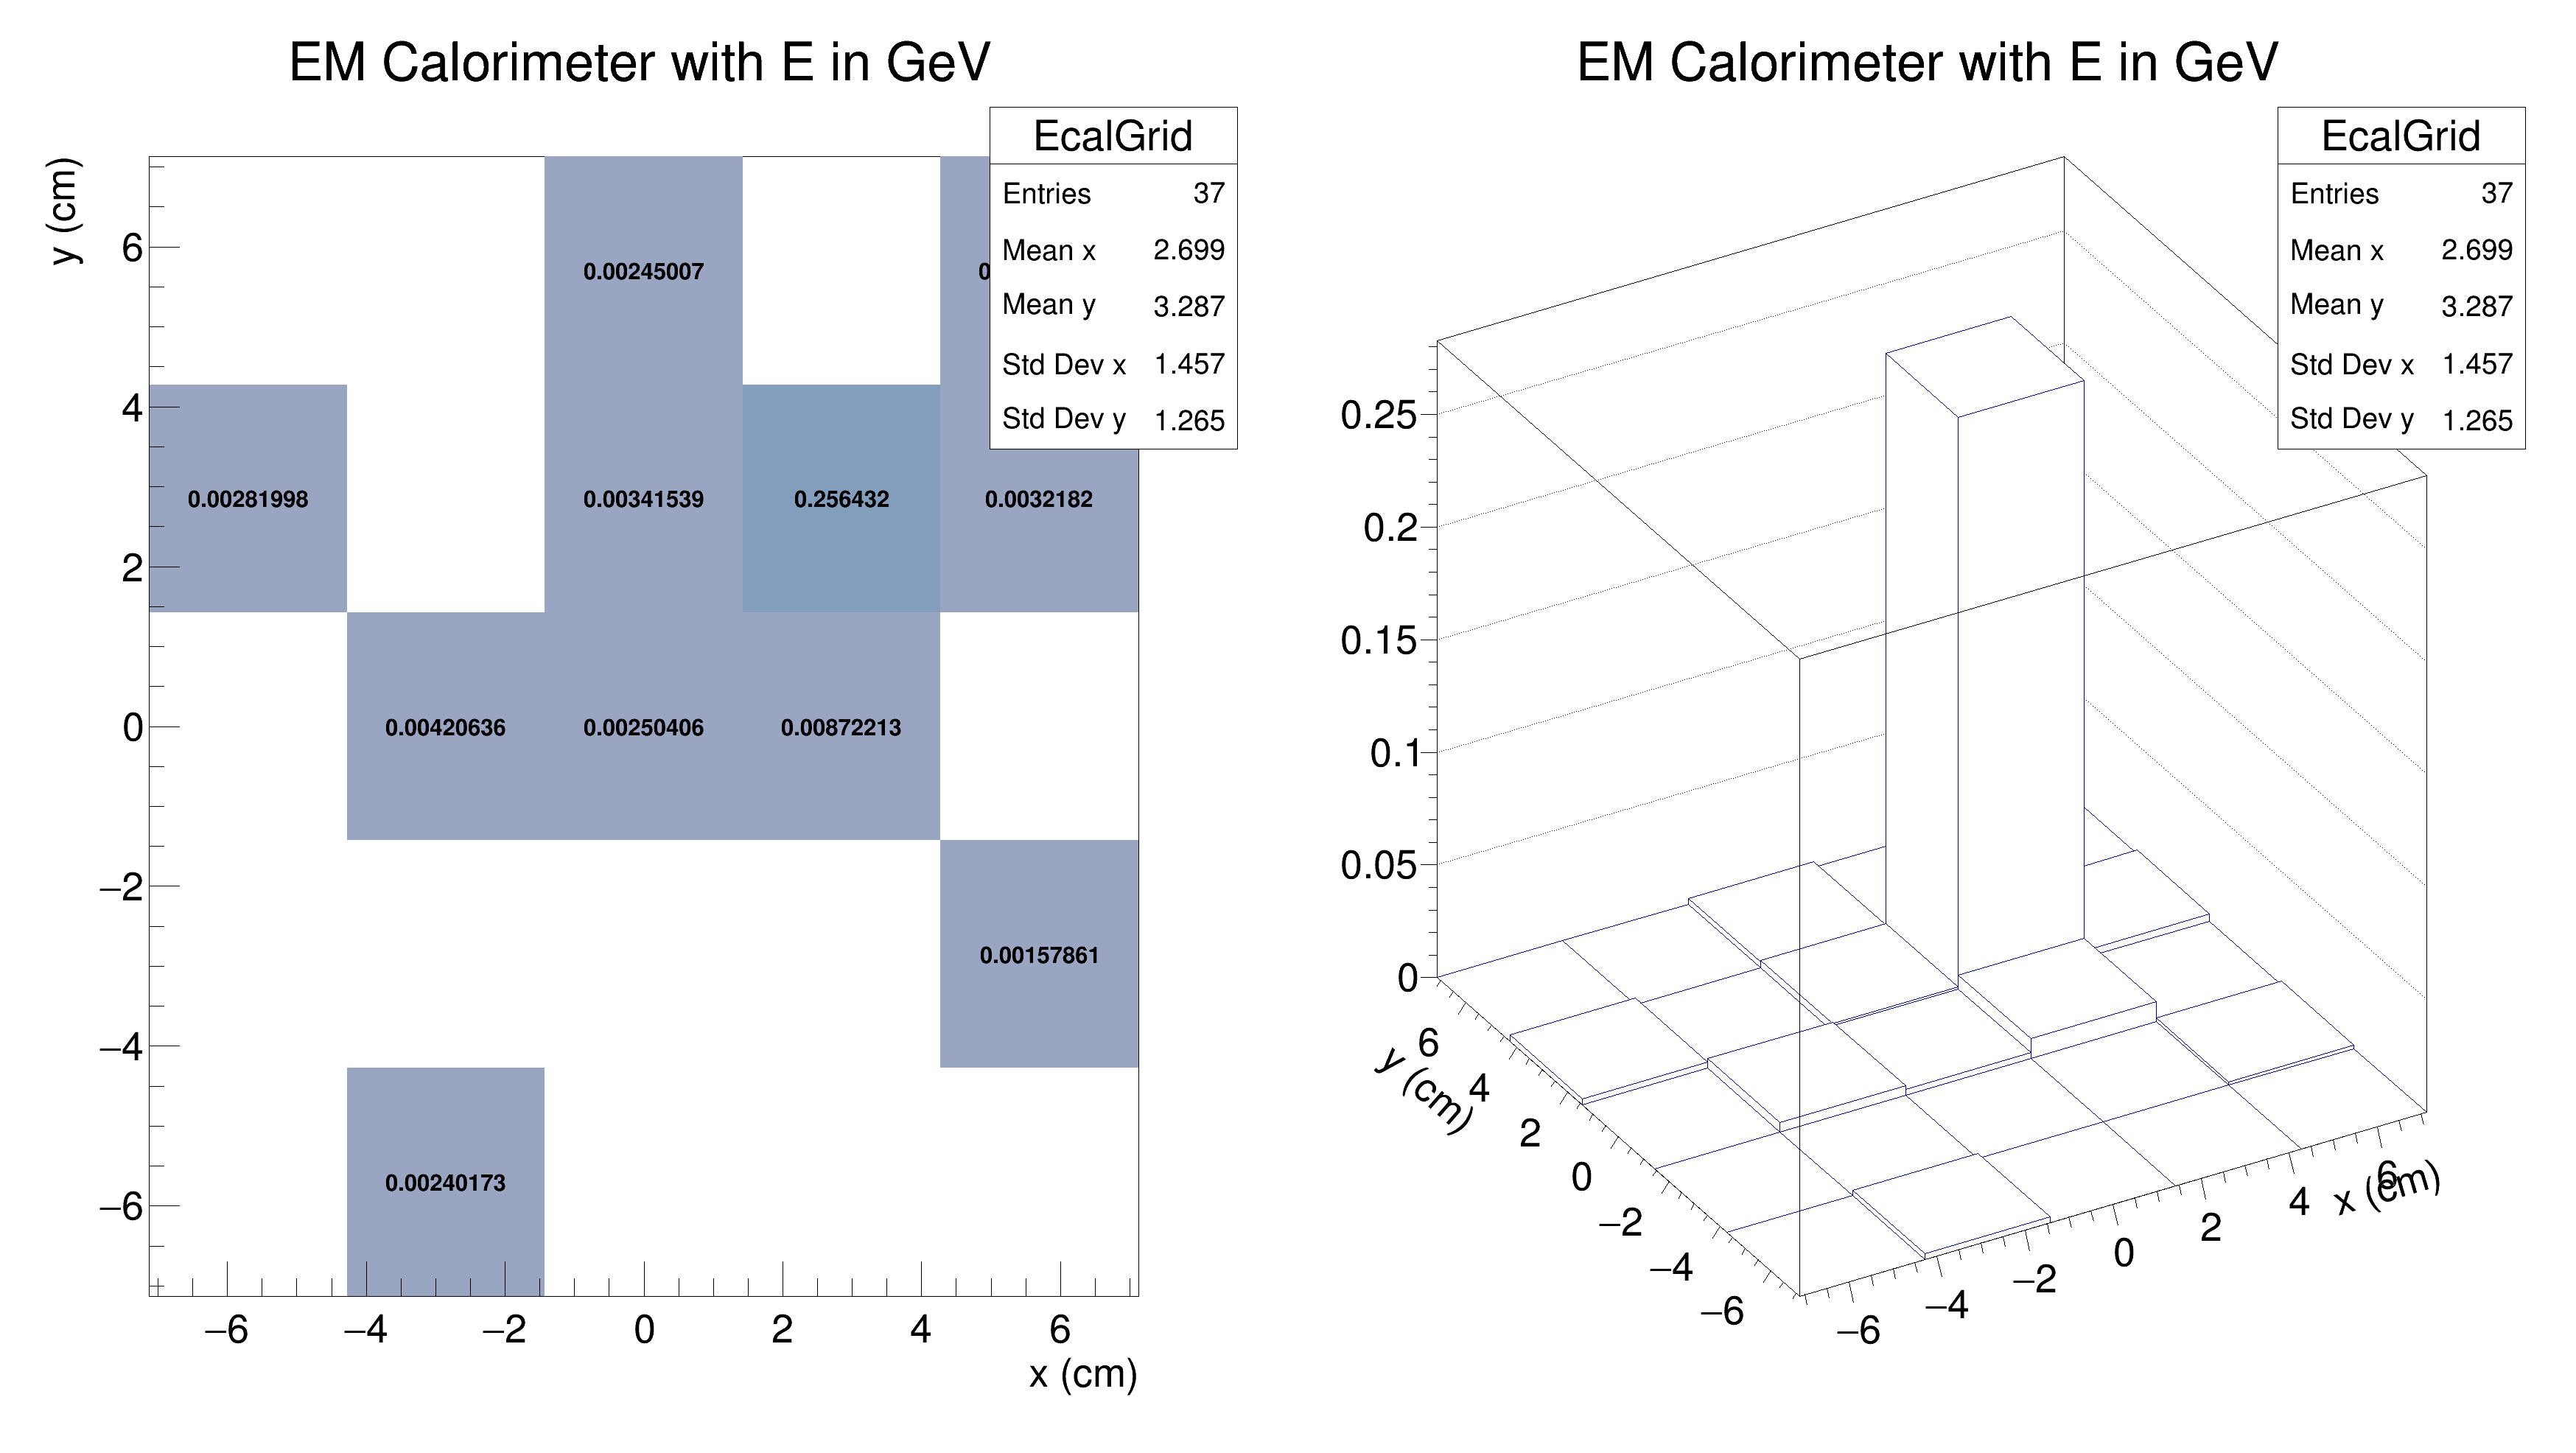 EM Calorimeter with E in GeV
EcalGrid
Entries 37
Mean x 2.699
Mean y 3.287
Std Dev x 1.457
Std Dev y 1.265
y (cm)
6
4
2
0
−2
−4
−6
0.00245007
0.00281998 0.00341539 0.256432 0.0032182
0.00420636 0.00250406 0.00872213
0.00157861
0.00240173
−6 −4 −2 0 2 4 6
x (cm)
EM Calorimeter with E in GeV
EcalGrid
Entries 37
Mean x 2.699
Mean y 3.287
Std Dev x 1.457
Std Dev y 1.265
0.25
0.2
0.15
0.1
0.05
0
6
4
2
0
−2
−4
−6
y (cm)
−6 −4 −2 0 2 4 6
x (cm)